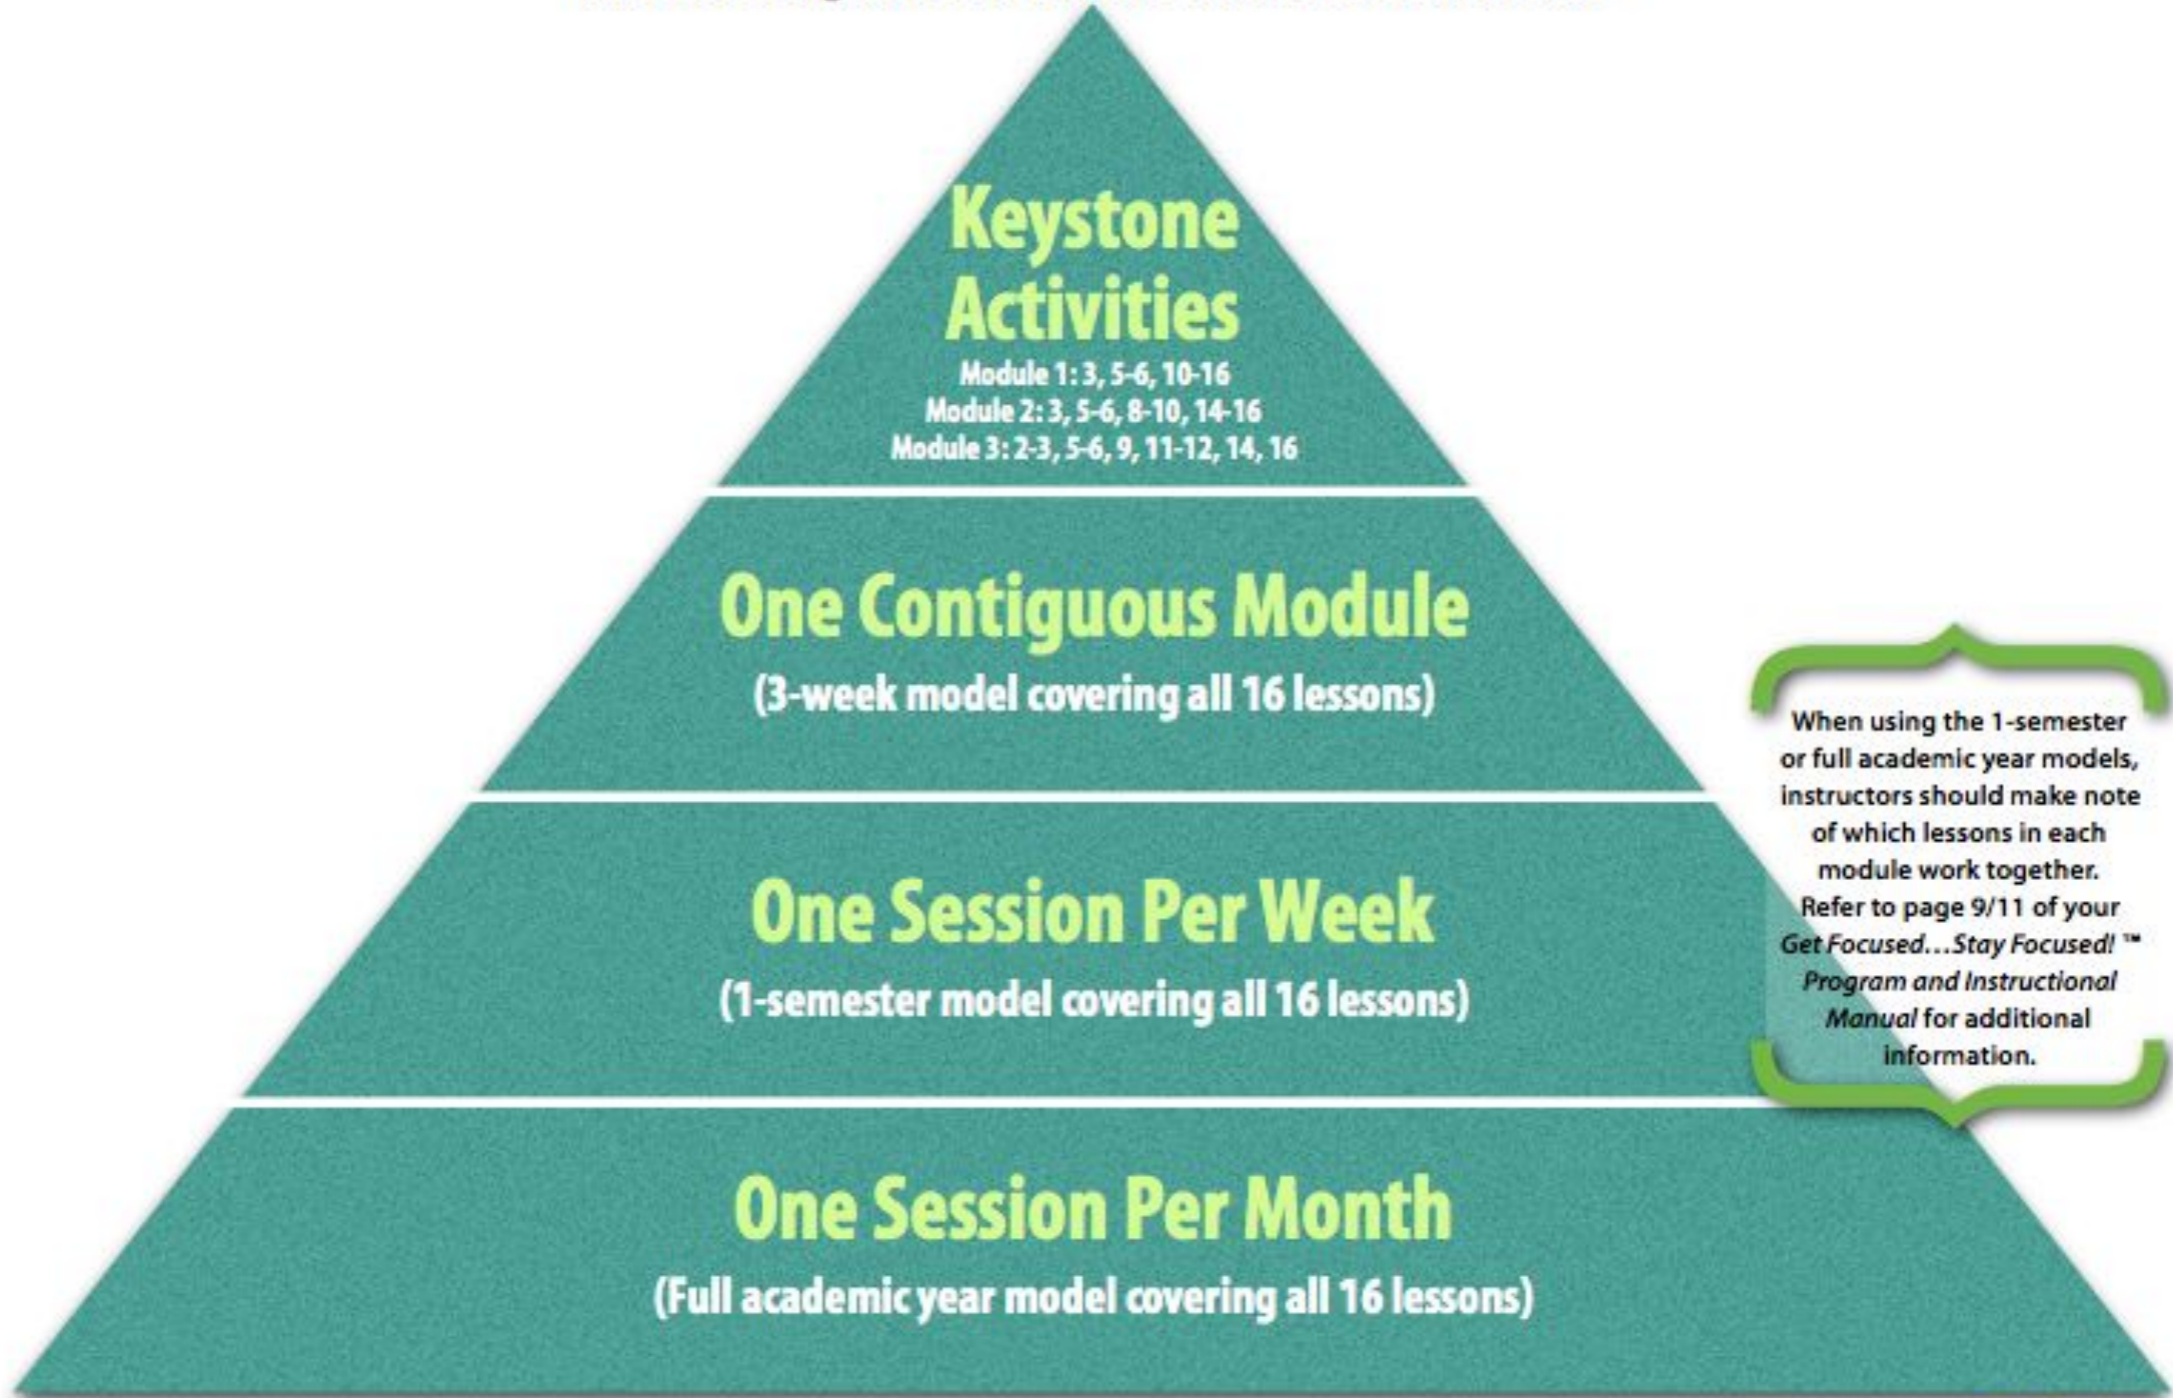 Keystone
Activities
Module 1: 3, 5-6, 10-16
Module 2: 3, 5-6, 8-10, 14-16
Module 3: 2-3, 5-6, 9, 11-12, 14, 16
One Contiguous Module
(3-week model covering all 16 lessons)
One Session Per Week
(1-semester model covering all 16 lessons)
One Session Per Month
(Full academic year model covering all 16 lessons)
When using the 1-semester
or full academic year models,
instructors should make note
of which lessons in each
module work together.
Refer to page 9/11 of your
Get Focused...Stay Focused! ™
Program and Instructional
Manual for additional
information.